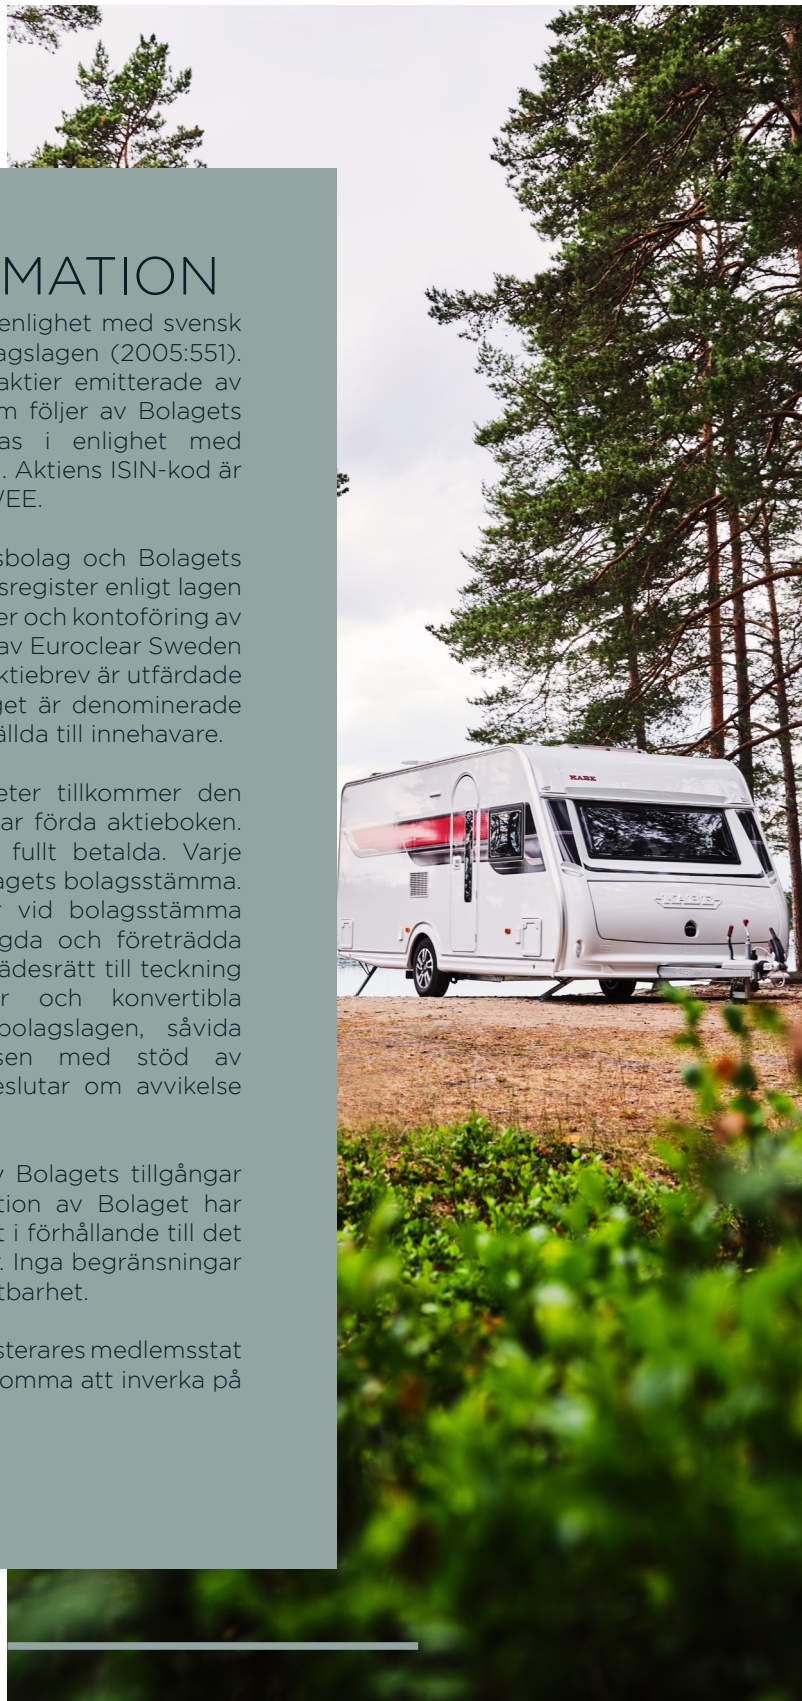 MATION
enlighet med svensk
agslagen (2005:551).
aktier emitterade av
m följer av Bolagets
as i enlighet med
. Aktiens ISIN-kod är
VEE.
sbolag och Bolagets
sregister enligt lagen
er och kontoföring av
av Euroclear Sweden
ktiebrev är utfärdade
get är denominerade
ällda till innehavare.
eter tillkommer den
ar förda aktieboken.
fullt betalda. Varje
agets bolagsstämma.
r vid bolagsstämma
gda och företrädda
ädesrätt till teckning
r och konvertibla
bolagslagen, såvida
sen med stöd av
eslutar om avvikelse
v Bolagets tillgångar
tion av Bolaget har
t i förhållande till det
r. Inga begränsningar
tbarhet.
sterares medlemsstat
omma att inverka på
KABE
KABE